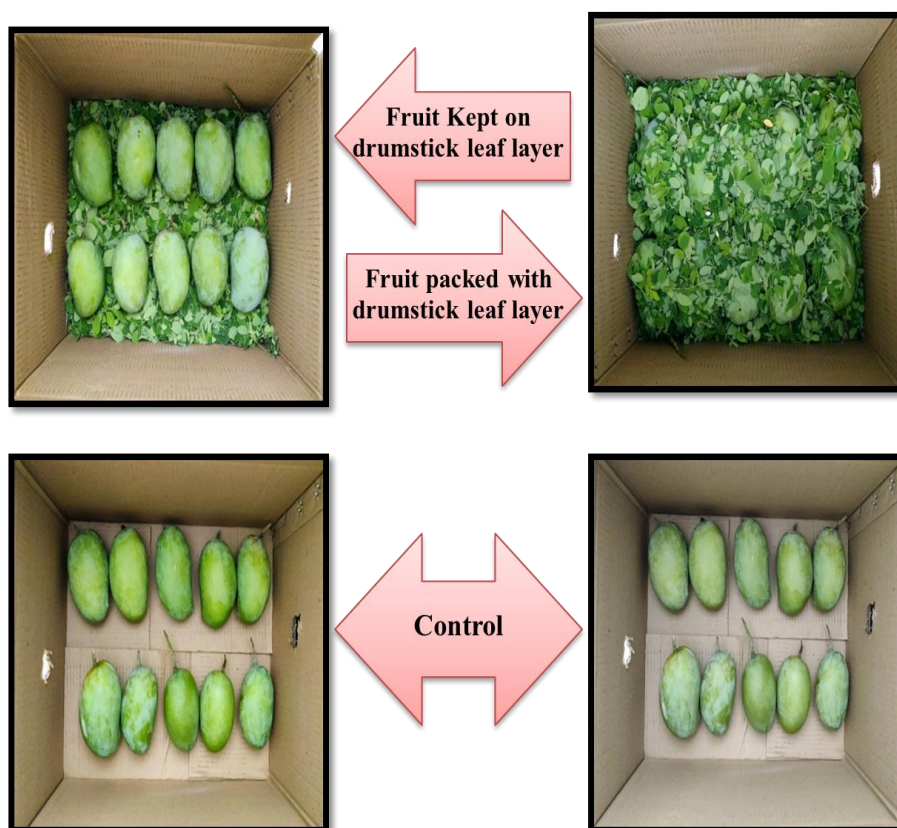 Fruit Kept on
drumstick leaf layer
Fruit packed with
drumstick leaf layer
Control